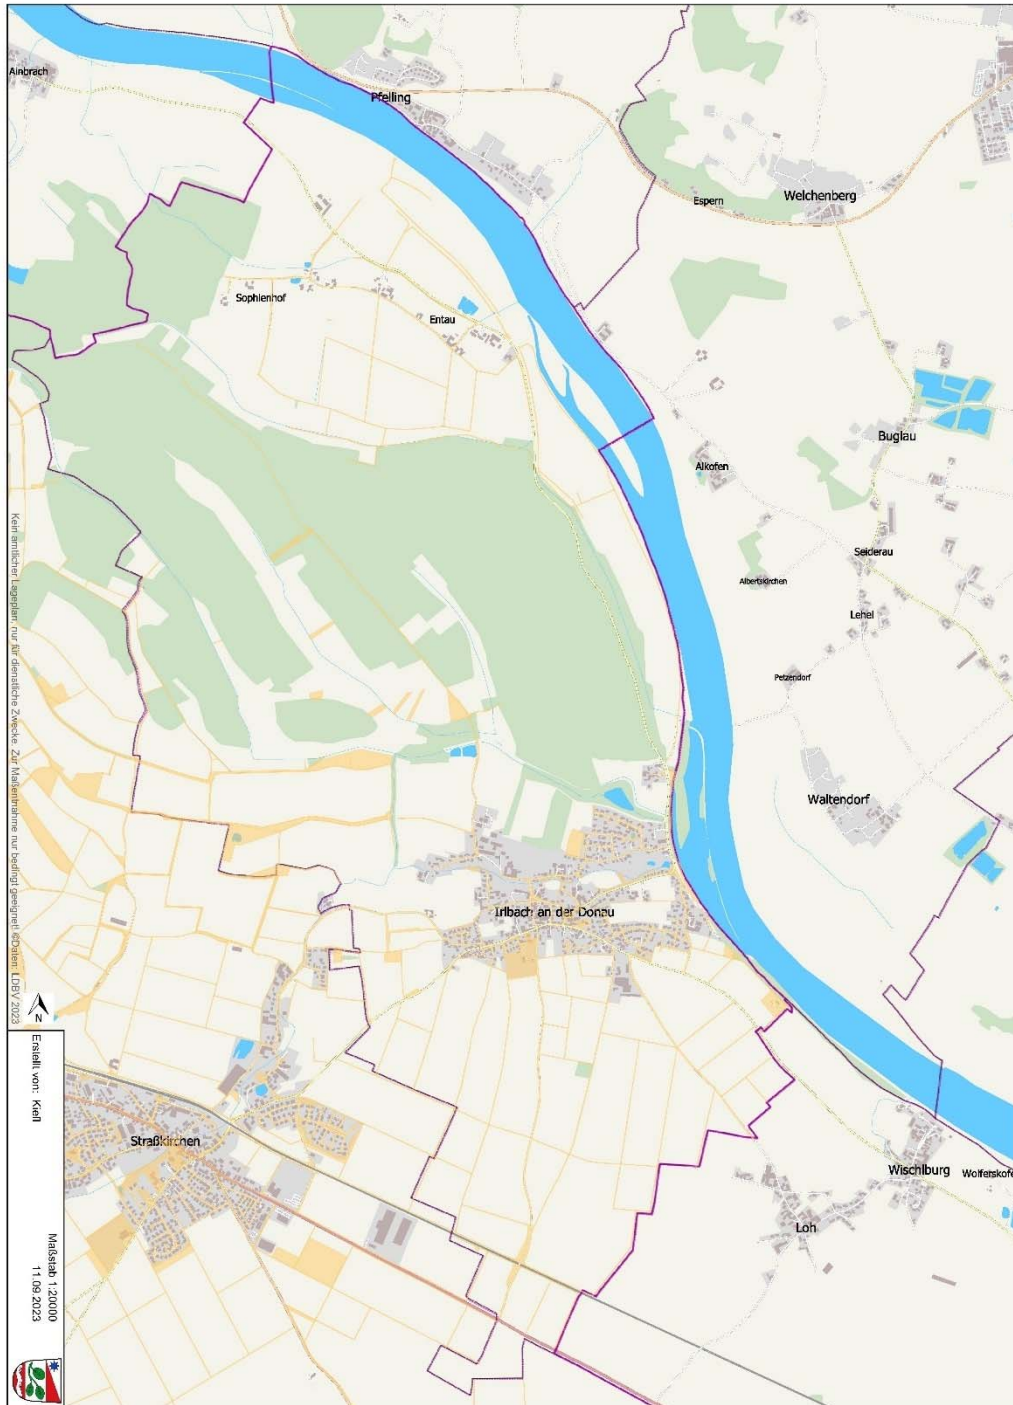 Ainbrach
Pfelling
Welchenberg
Espern
Sophienhof
Entau
Buglau
Alkofen
Seiderau
Albertskirchen
Lehel
Petzendorf
Waltendorf
Irlbach an der Donau
Straßkirchen
Wischlburg
Wolferskofe
Loh
N
Kein amtlicher Lageplan, nur für dienstliche Zwecke. Zur Maßentnahme nur bedingt geeignet! ©Daten: LDBV 2023
Erstellt von: Kiefl
Maßstab 1:20000
11.09.2023